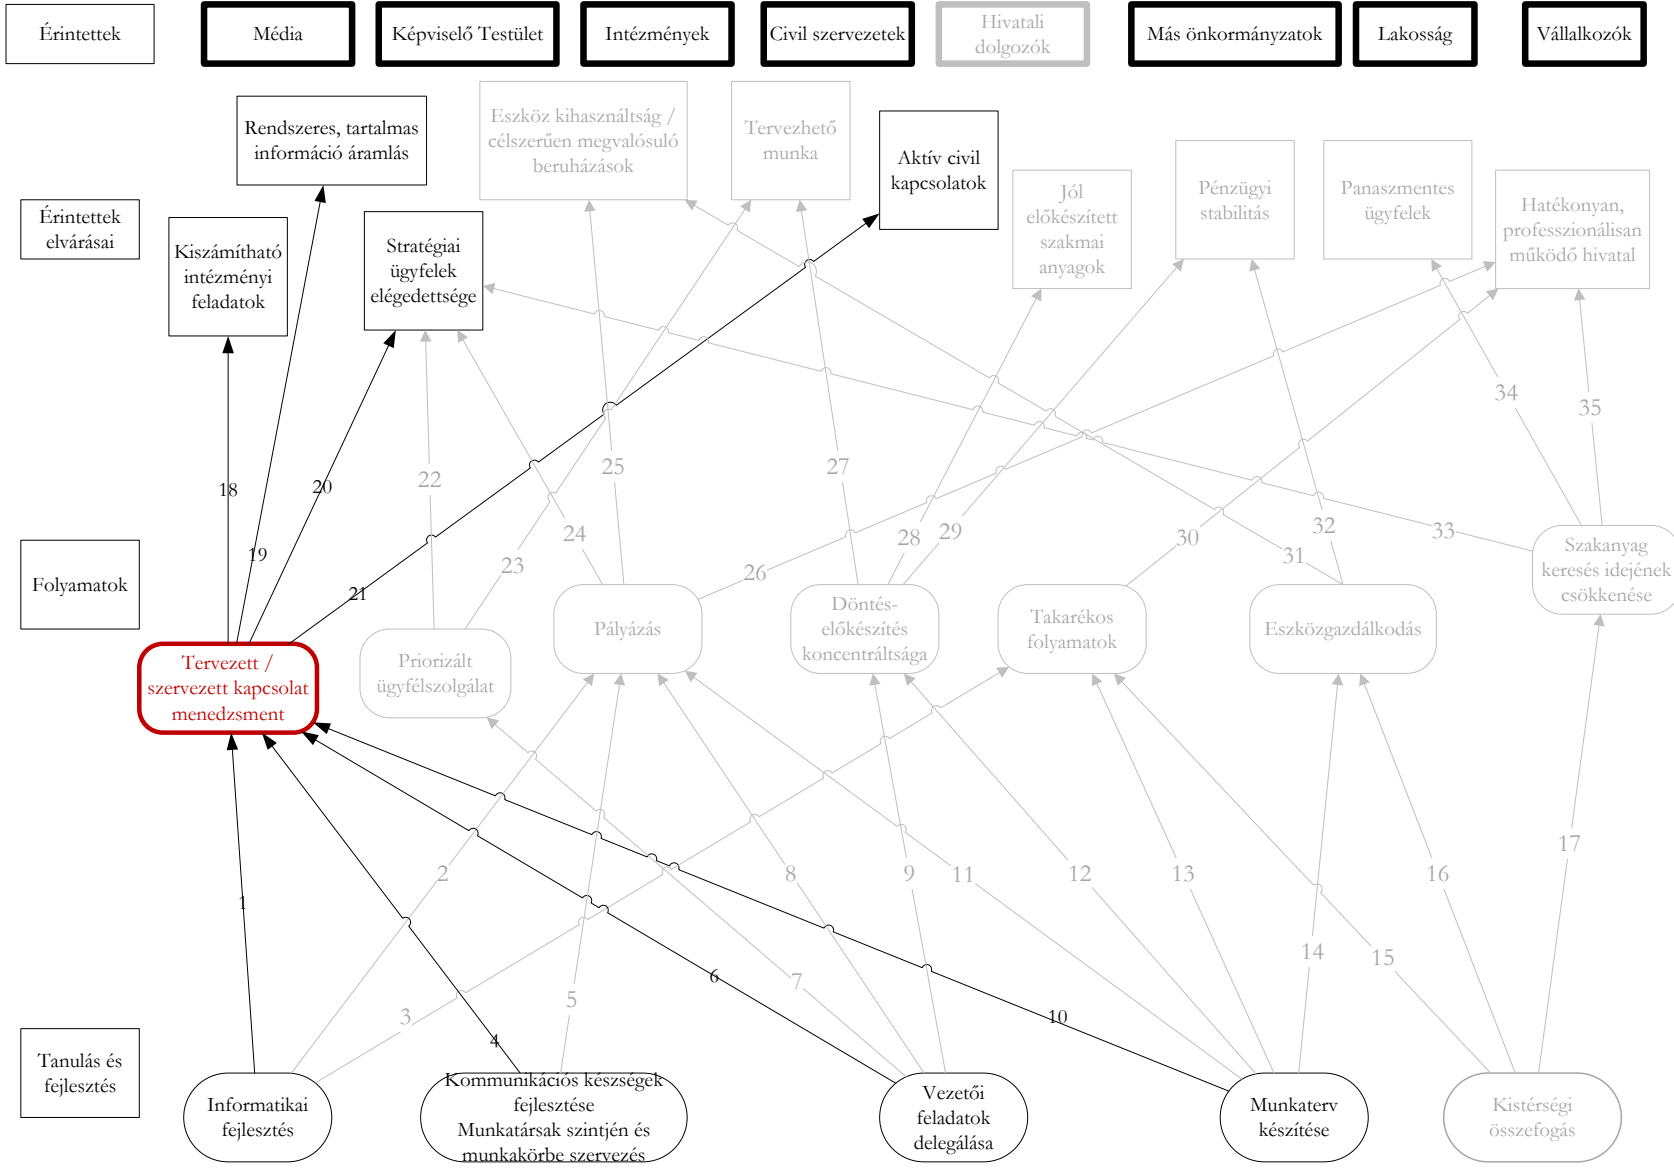 Érintettek
Média
Képviselő Testület
Intézmények
Civil szervezetek
Hivatali
dolgozók
Más önkormányzatok
Lakosság
Vállalkozók
Érintettek
elvárásai
Rendszeres, tartalmas
információ áramlás
Eszköz kihasználtság /
célszerűen megvalósuló
beruházások
Tervezhető
munka
Aktív civil
kapcsolatok
Kiszámítható
intézményi
feladatok
Stratégiai
ügyfelek
elégedettsége
Jól
előkészített
szakmai
anyagok
Pénzügyi
stabilitás
Panaszmentes
ügyfelek
Hatékonyan,
professzionálisan
működő hivatal
18
19
20
21
22
23
24
25
26
27
28
29
30
31
32
33
34
35
Folyamatok
Tervezett /
szervezett kapcsolat
menedzsment
Priorizált
ügyfélszolgálat
Pályázás
Döntés-
előkészítés
koncentráltsága
Takarékos
folyamatok
Eszközgazdálkodás
Szakanyag
keresés idejének
csökkenése
1
2
3
4
5
6
7
8
9
10
11
12
13
14
15
16
17
Tanulás és
fejlesztés
Informatikai
fejlesztés
Kommunikációs készségek
fejlesztése
Munkatársak szintjén és
munkakörbe szervezés
Vezetői
feladatok
delegálása
Munkaterv
készítése
Kistérségi
összefogás